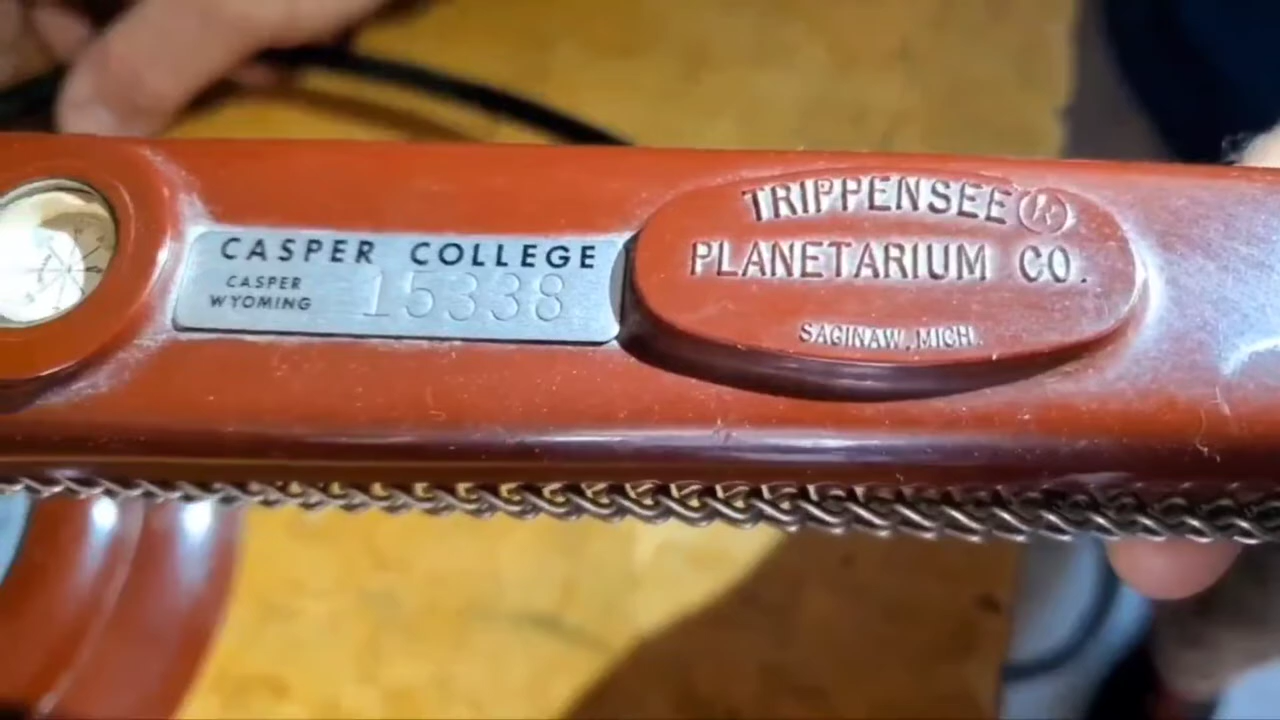 CASPER COLLEGE
CASPER
WYOMING
15338
TRIPPENSEE®
PLANETARIUM CO.
SAGINAW, MICH.